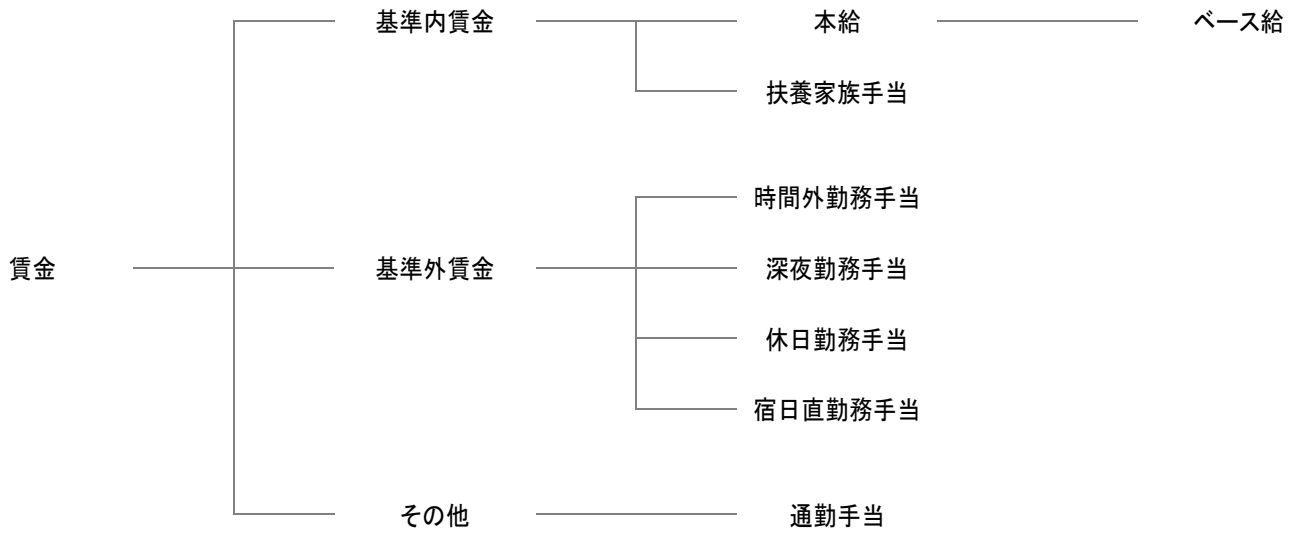 基準内賃金 本給 ベース給
扶養家族手当
時間外勤務手当
賃金 基準外賃金 深夜勤務手当
休日勤務手当
宿日直勤務手当
その他 通勤手当